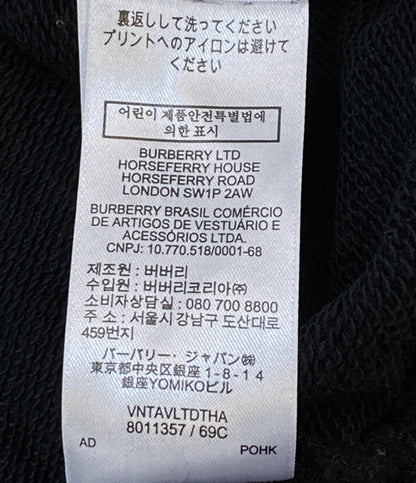 裏返しして洗ってください
プリントへのアイロンは避けて
ください
어린이 제품안전특별법에
의한 표시
BURBERRY LTD
HORSEFERRY HOUSE
HORSEFERRY ROAD
LONDON SW1P 2AW
BURBERRY BRASIL COMÉRCIO
DE ARTIGOS DE VESTUÁRIO E
ACESSÓRIOS LTDA.
CNPJ: 10.770.518/0001-68
제조원 : 버버리
수입원 : 버버리코리아(주)
소비자상담실 : 080 700 8800
주 소 : 서울시강남구 도산대로
459번지
バーバリー・ジャパン㈱
東京都中央区銀座1-8-14
銀座YOMIKOビル
VNTAVLTDTHA
8011357 / 69C
AD
POHK